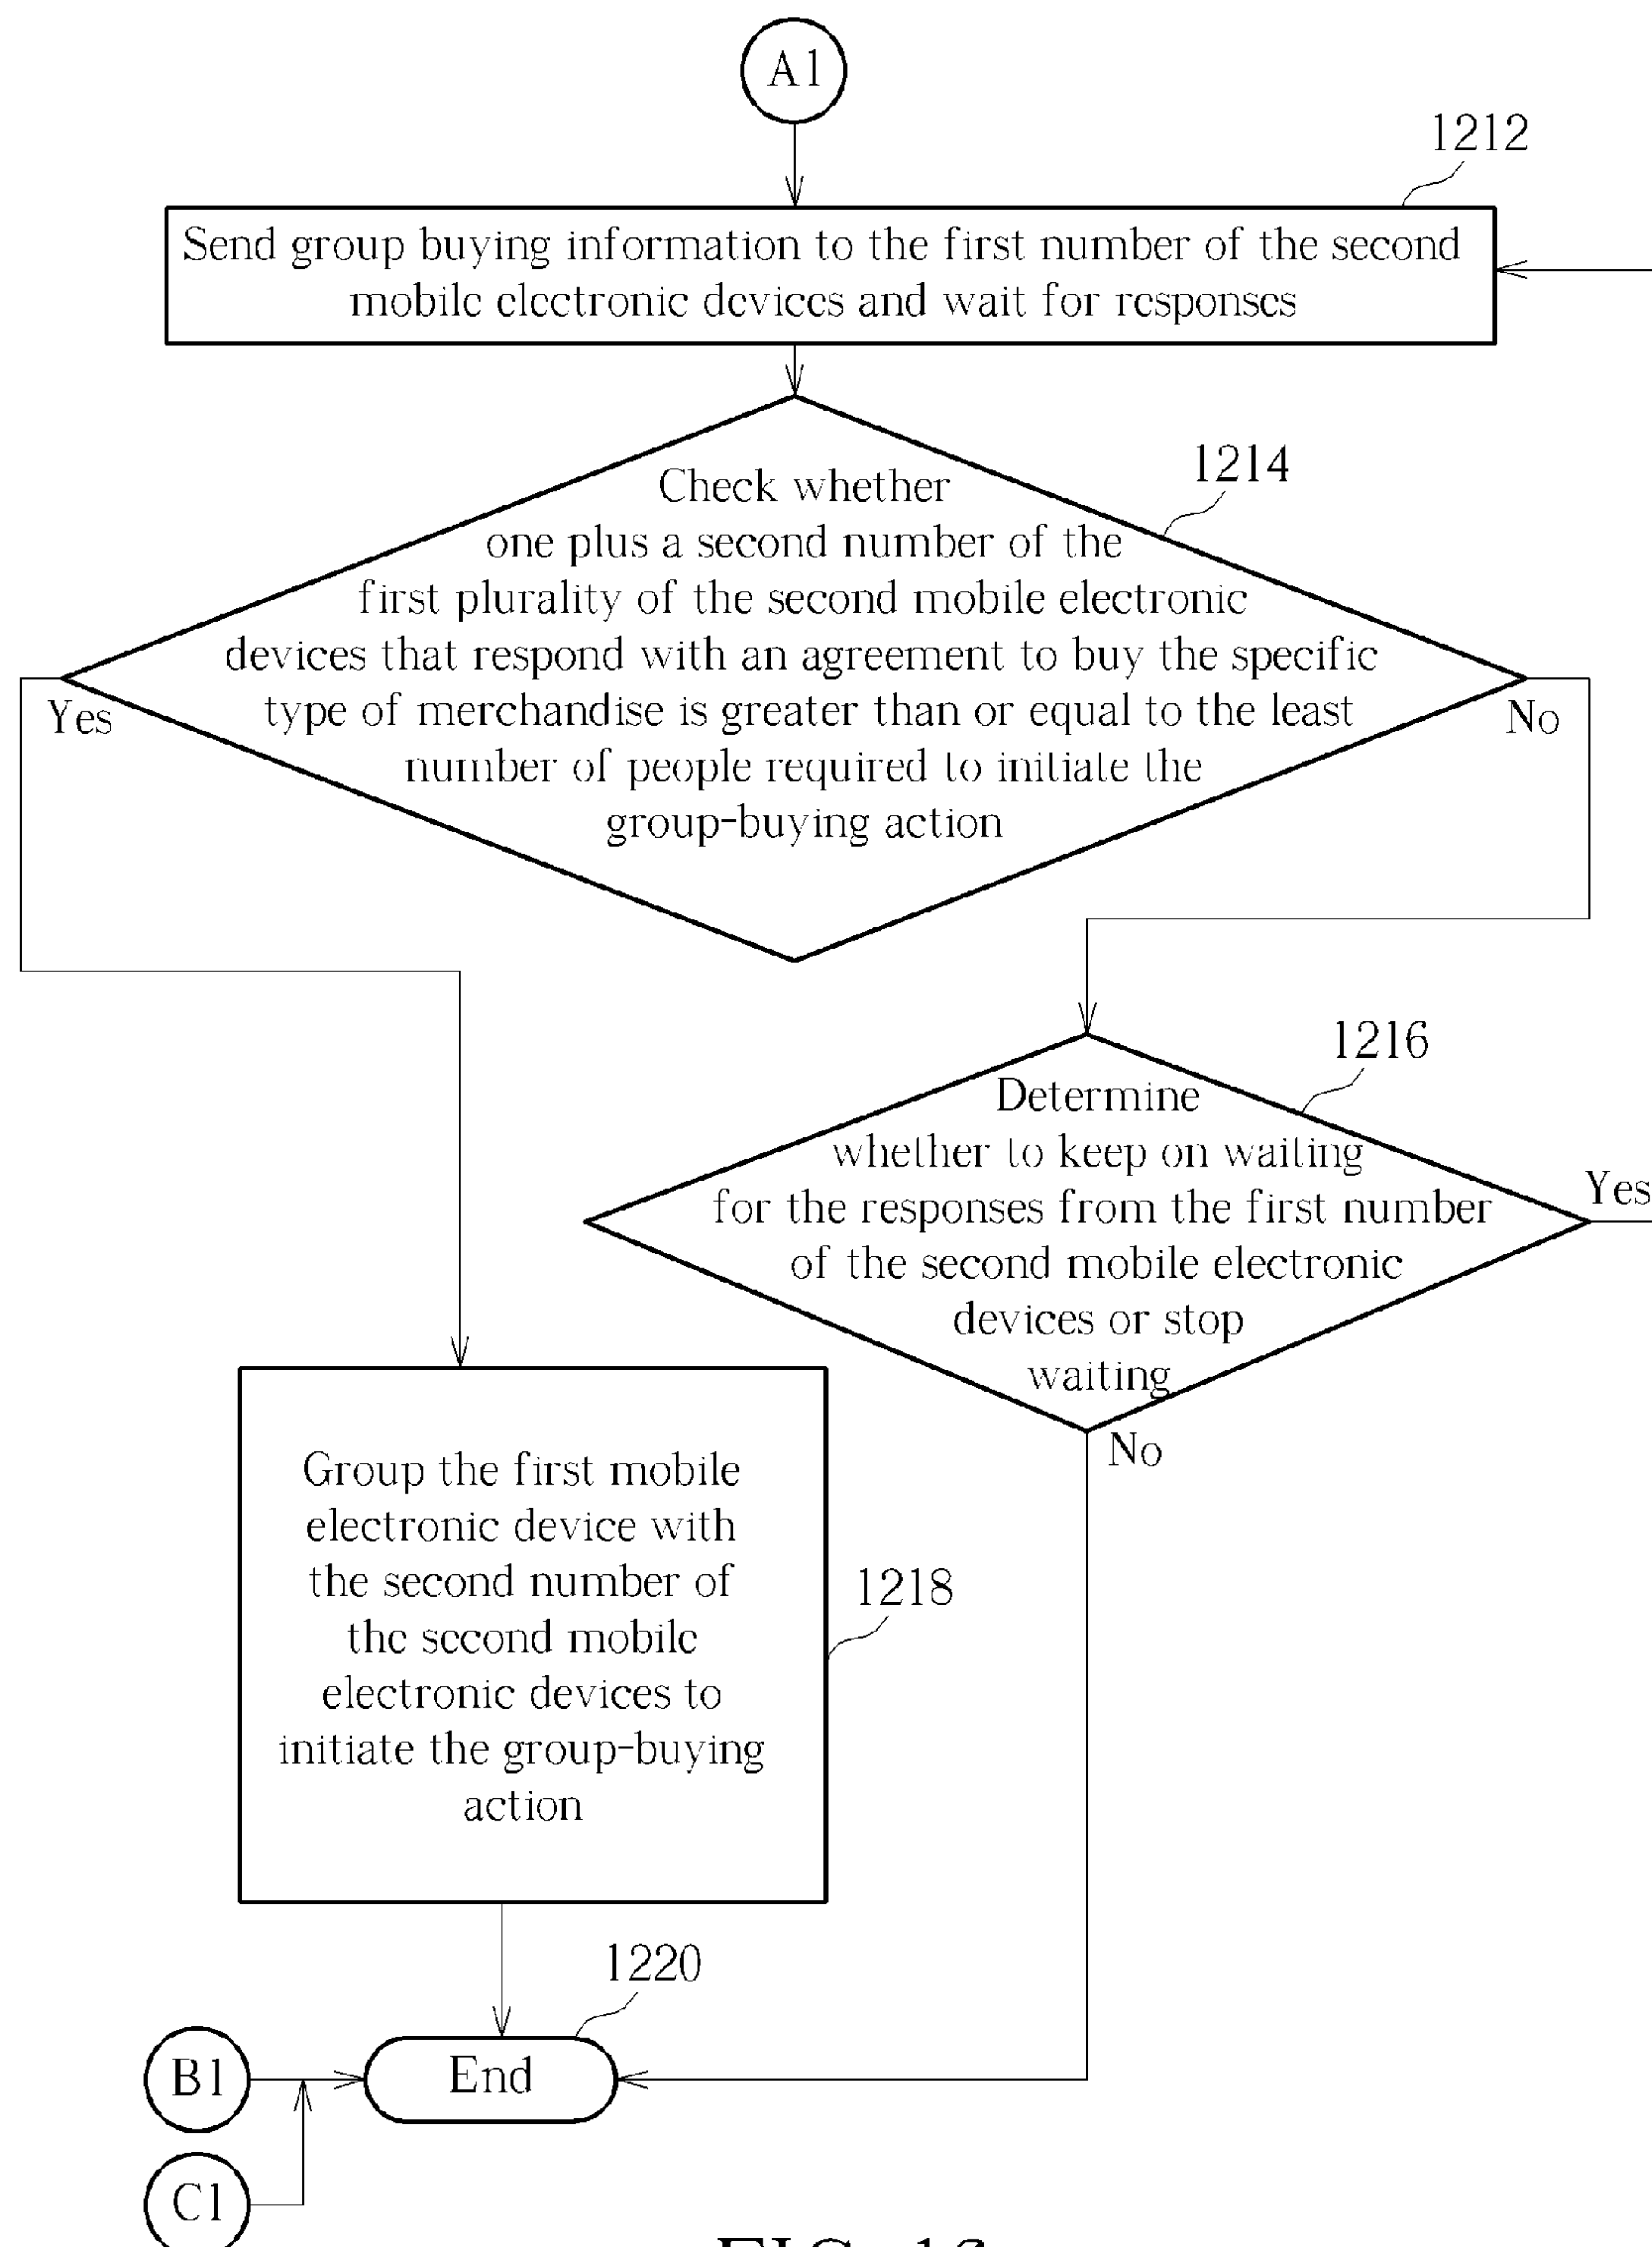 A1
1212
Send group buying information to the first number of the second
mobile electronic devices and wait for responses
1214
Check whether
one plus a second number of the
first plurality of the second mobile electronic
devices that respond with an agreement to buy the specific
type of merchandise is greater than or equal to the least
number of people required to initiate the
group-buying action
Yes
No
1216
Determine
whether to keep on waiting
for the responses from the first number
of the second mobile electronic
devices or stop
waiting
Yes
No
Group the first mobile
electronic device with
the second number of
the second mobile
electronic devices to
initiate the group-buying
action
1218
1220
End
B1
C1
FIG.